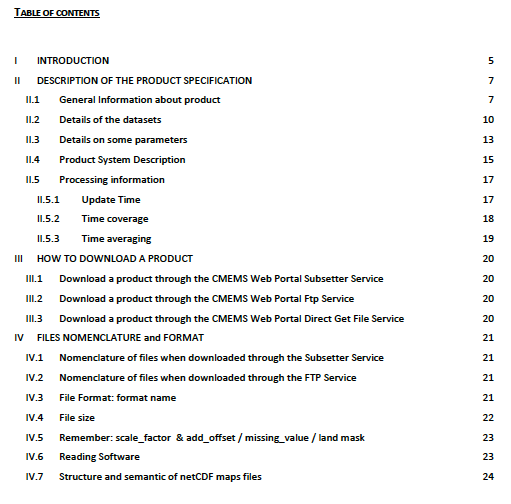 TABLE OF CONTENTS
I INTRODUCTION 5
II DESCRIPTION OF THE PRODUCT SPECIFICATION 7
II.1 General Information about product 7
II.2 Details of the datasets 10
II.3 Details on some parameters 13
II.4 Product System Description 15
II.5 Processing information 17
II.5.1 Update Time 17
II.5.2 Time coverage 18
II.5.3 Time averaging 19
III HOW TO DOWNLOAD A PRODUCT 20
III.1 Download a product through the CMEMS Web Portal Subsetter Service 20
III.2 Download a product through the CMEMS Web Portal Ftp Service 20
III.3 Download a product through the CMEMS Web Portal Direct Get File Service 20
IV FILES NOMENCLATURE and FORMAT 21
IV.1 Nomenclature of files when downloaded through the Subsetter Service 21
IV.2 Nomenclature of files when downloaded through the FTP Service 21
IV.3 File Format: format name 21
IV.4 File size 22
IV.5 Remember: scale_factor & add_offset / missing_value / land mask 23
IV.6 Reading Software 23
IV.7 Structure and semantic of netCDF maps files 24